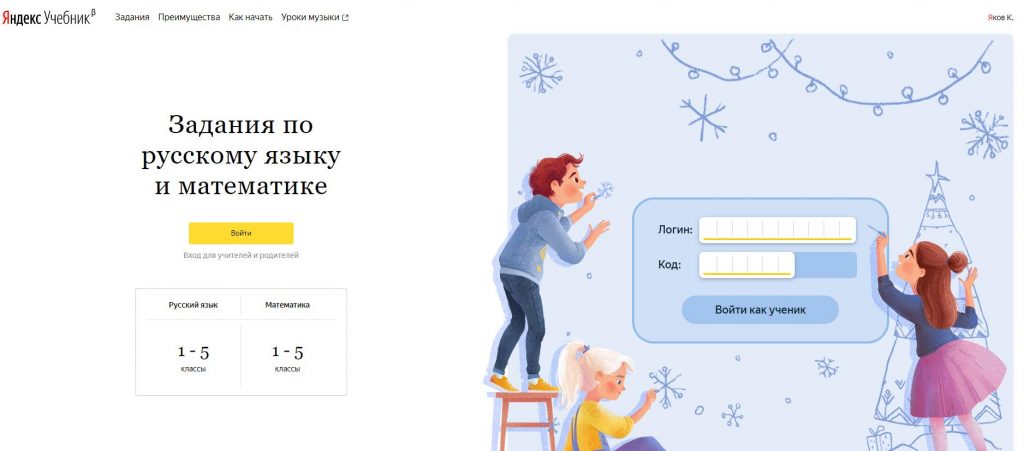 Яндекс Учебник β
Задания
Преимущества
Как начать
Уроки музыки
Яков К.
Задания по
русскому языку
и математике
Войти
Вход для учителей и родителей
Русский язык
Математика
1 - 5
классы
1 - 5
классы
Логин:
Код:
Войти как ученик